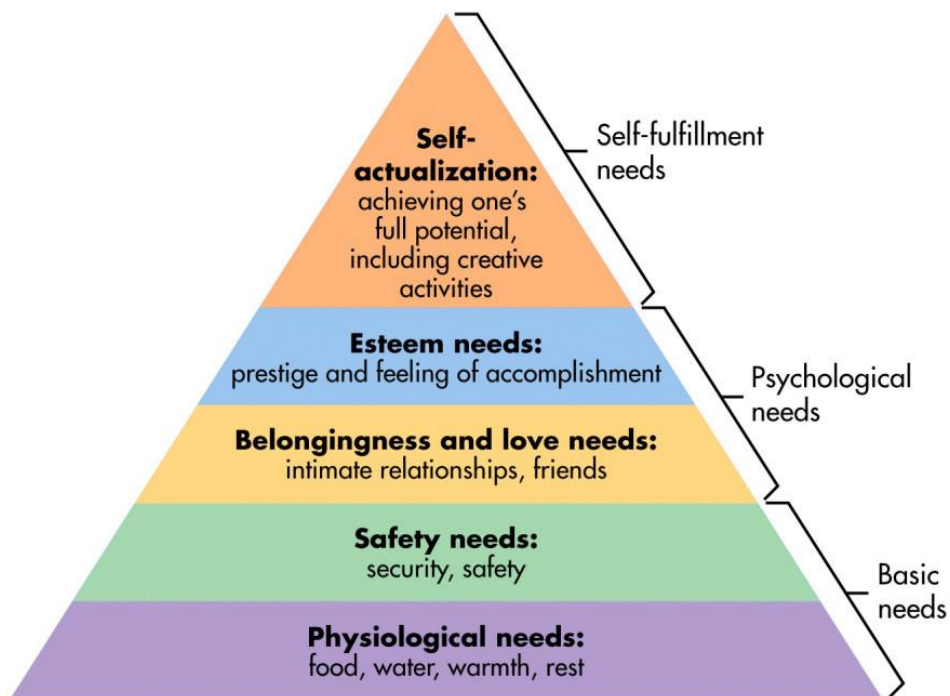 Self-
actualization:
achieving one's
full potential,
including creative
activities
Self-fulfillment
needs
Esteem needs:
prestige and feeling of accomplishment
Belongingness and love needs:
intimate relationships, friends
Psychological
needs
Safety needs:
security, safety
Physiological needs:
food, water, warmth, rest
Basic
needs